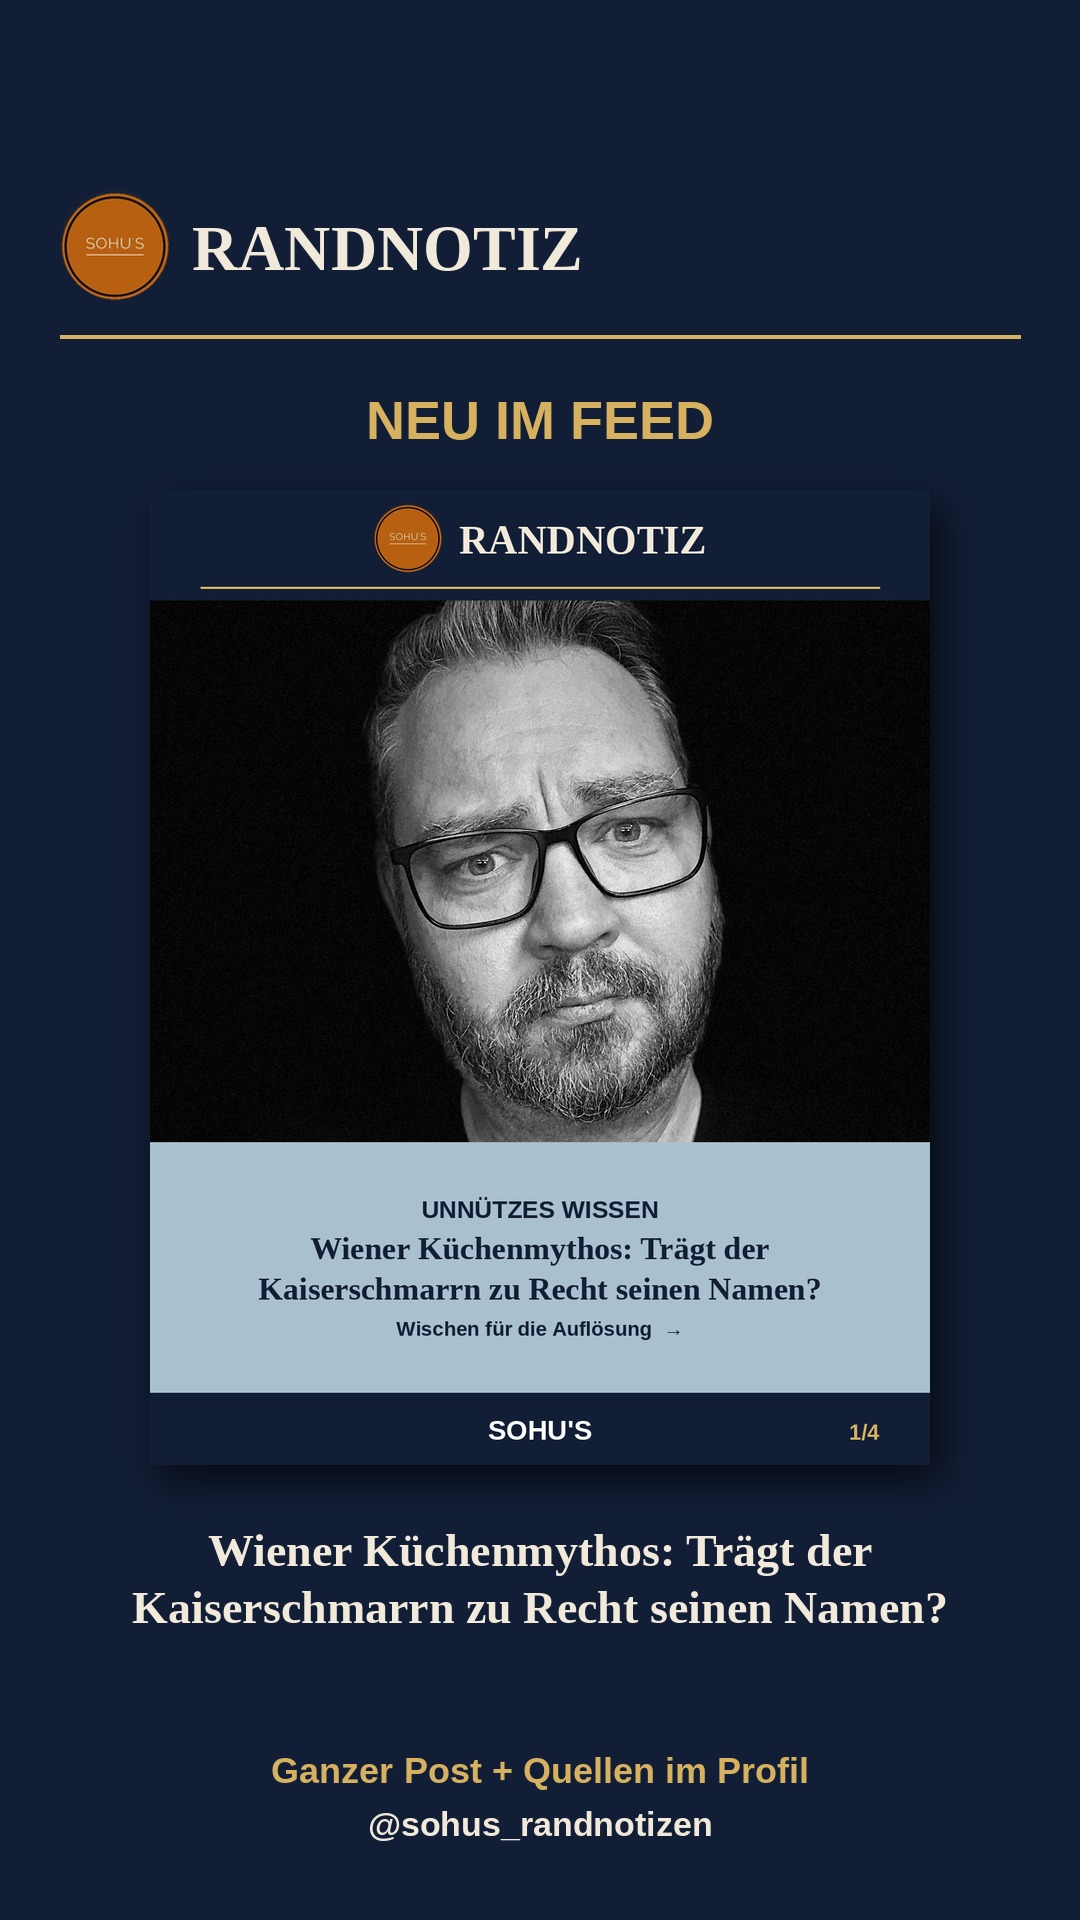 SOHU'S
RANDNOTIZ
NEU IM FEED
SOHU'S
RANDNOTIZ
UNNÜTZES WISSEN
Wiener Küchenmythos: Trägt der
Kaiserschmarrn zu Recht seinen Namen?
Wischen für die Auflösung →
SOHU'S
1/4
Wiener Küchenmythos: Trägt der
Kaiserschmarrn zu Recht seinen Namen?
Ganzer Post + Quellen im Profil
@sohus_randnotizen